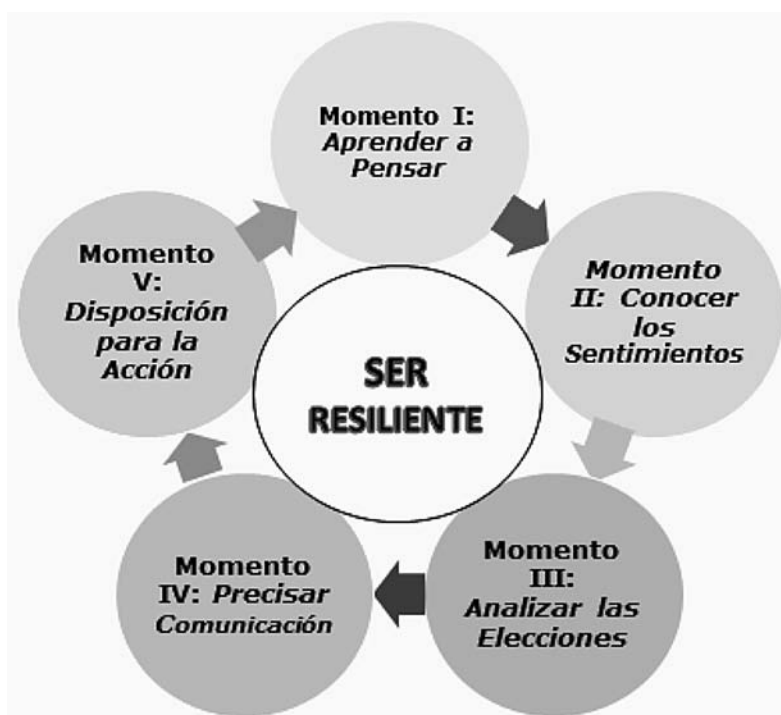 Momento I:
Aprender a
Pensar
Momento
II: Conocer
los
Sentimientos
Momento
III:
Analizar las
Elecciones
Momento
IV: Precisar
Comunicación
Momento
V:
Disposición
para la
Acción
SER
RESILIENTE